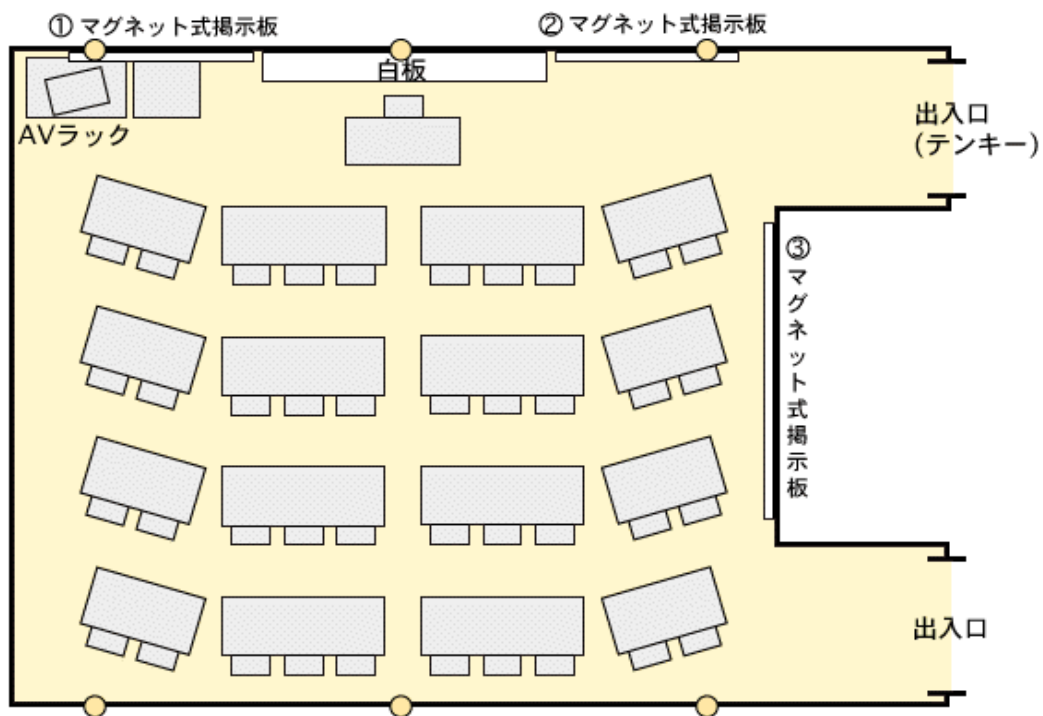 ① マグネット式掲示板
② マグネット式掲示板
白板
AVラック
出入口
(テンキー)
③マグネット式掲示板
出入口